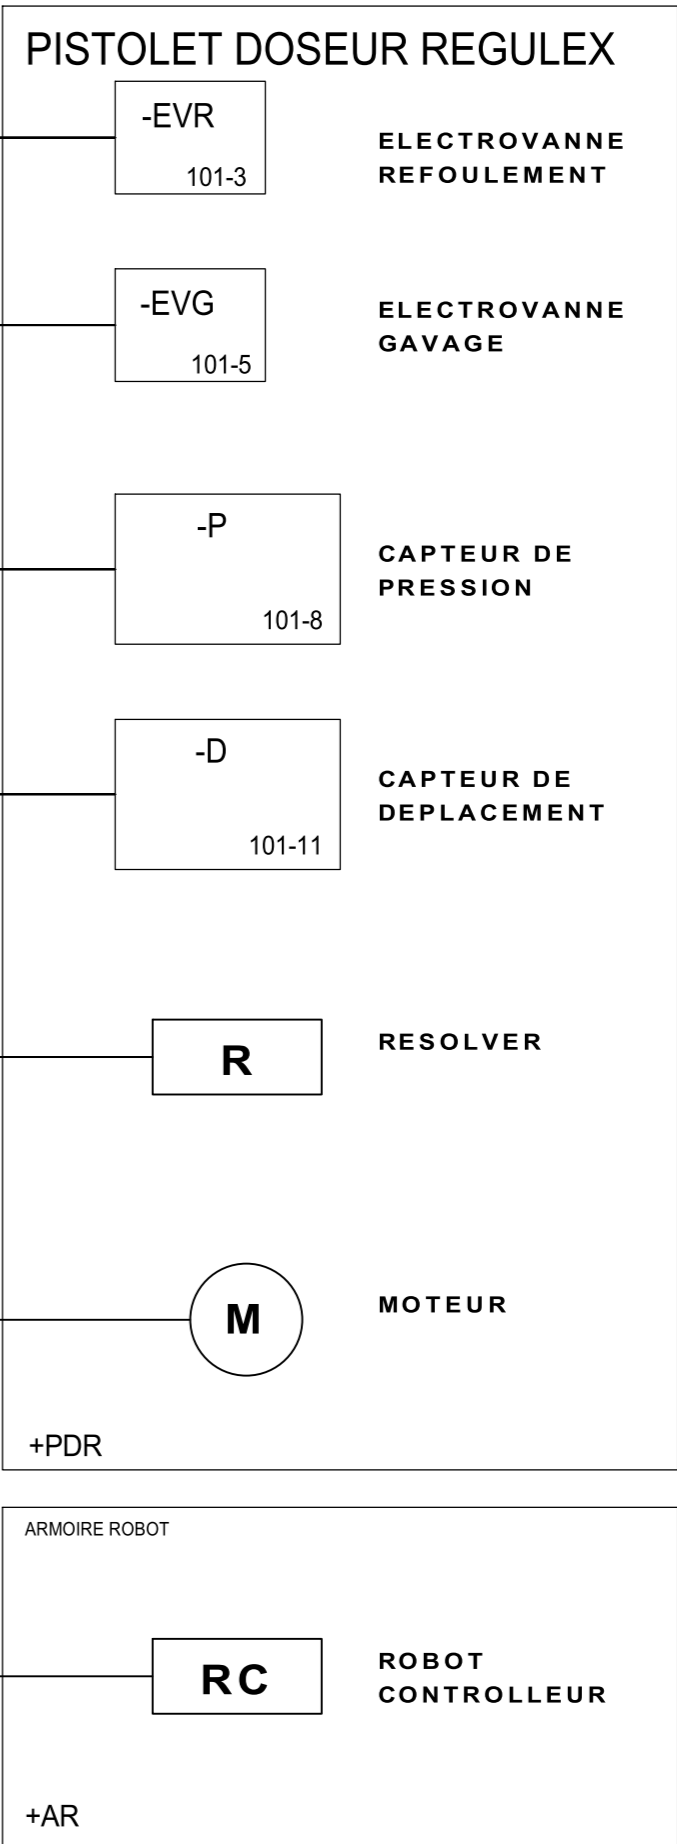 PISTOLET DOSEUR REGULEX
-EVR
101-3
ELECTROVANNE
REFOULEMENT
-EVG
101-5
ELECTROVANNE
GAVAGE
-P
101-8
CAPTEUR DE
PRESSION
-D
101-11
CAPTEUR DE
DEPLACEMENT
R
RESOLVER
M
MOTEUR
+PDR
ARMOIRE ROBOT
RC
ROBOT
CONTROLLEUR
+AR